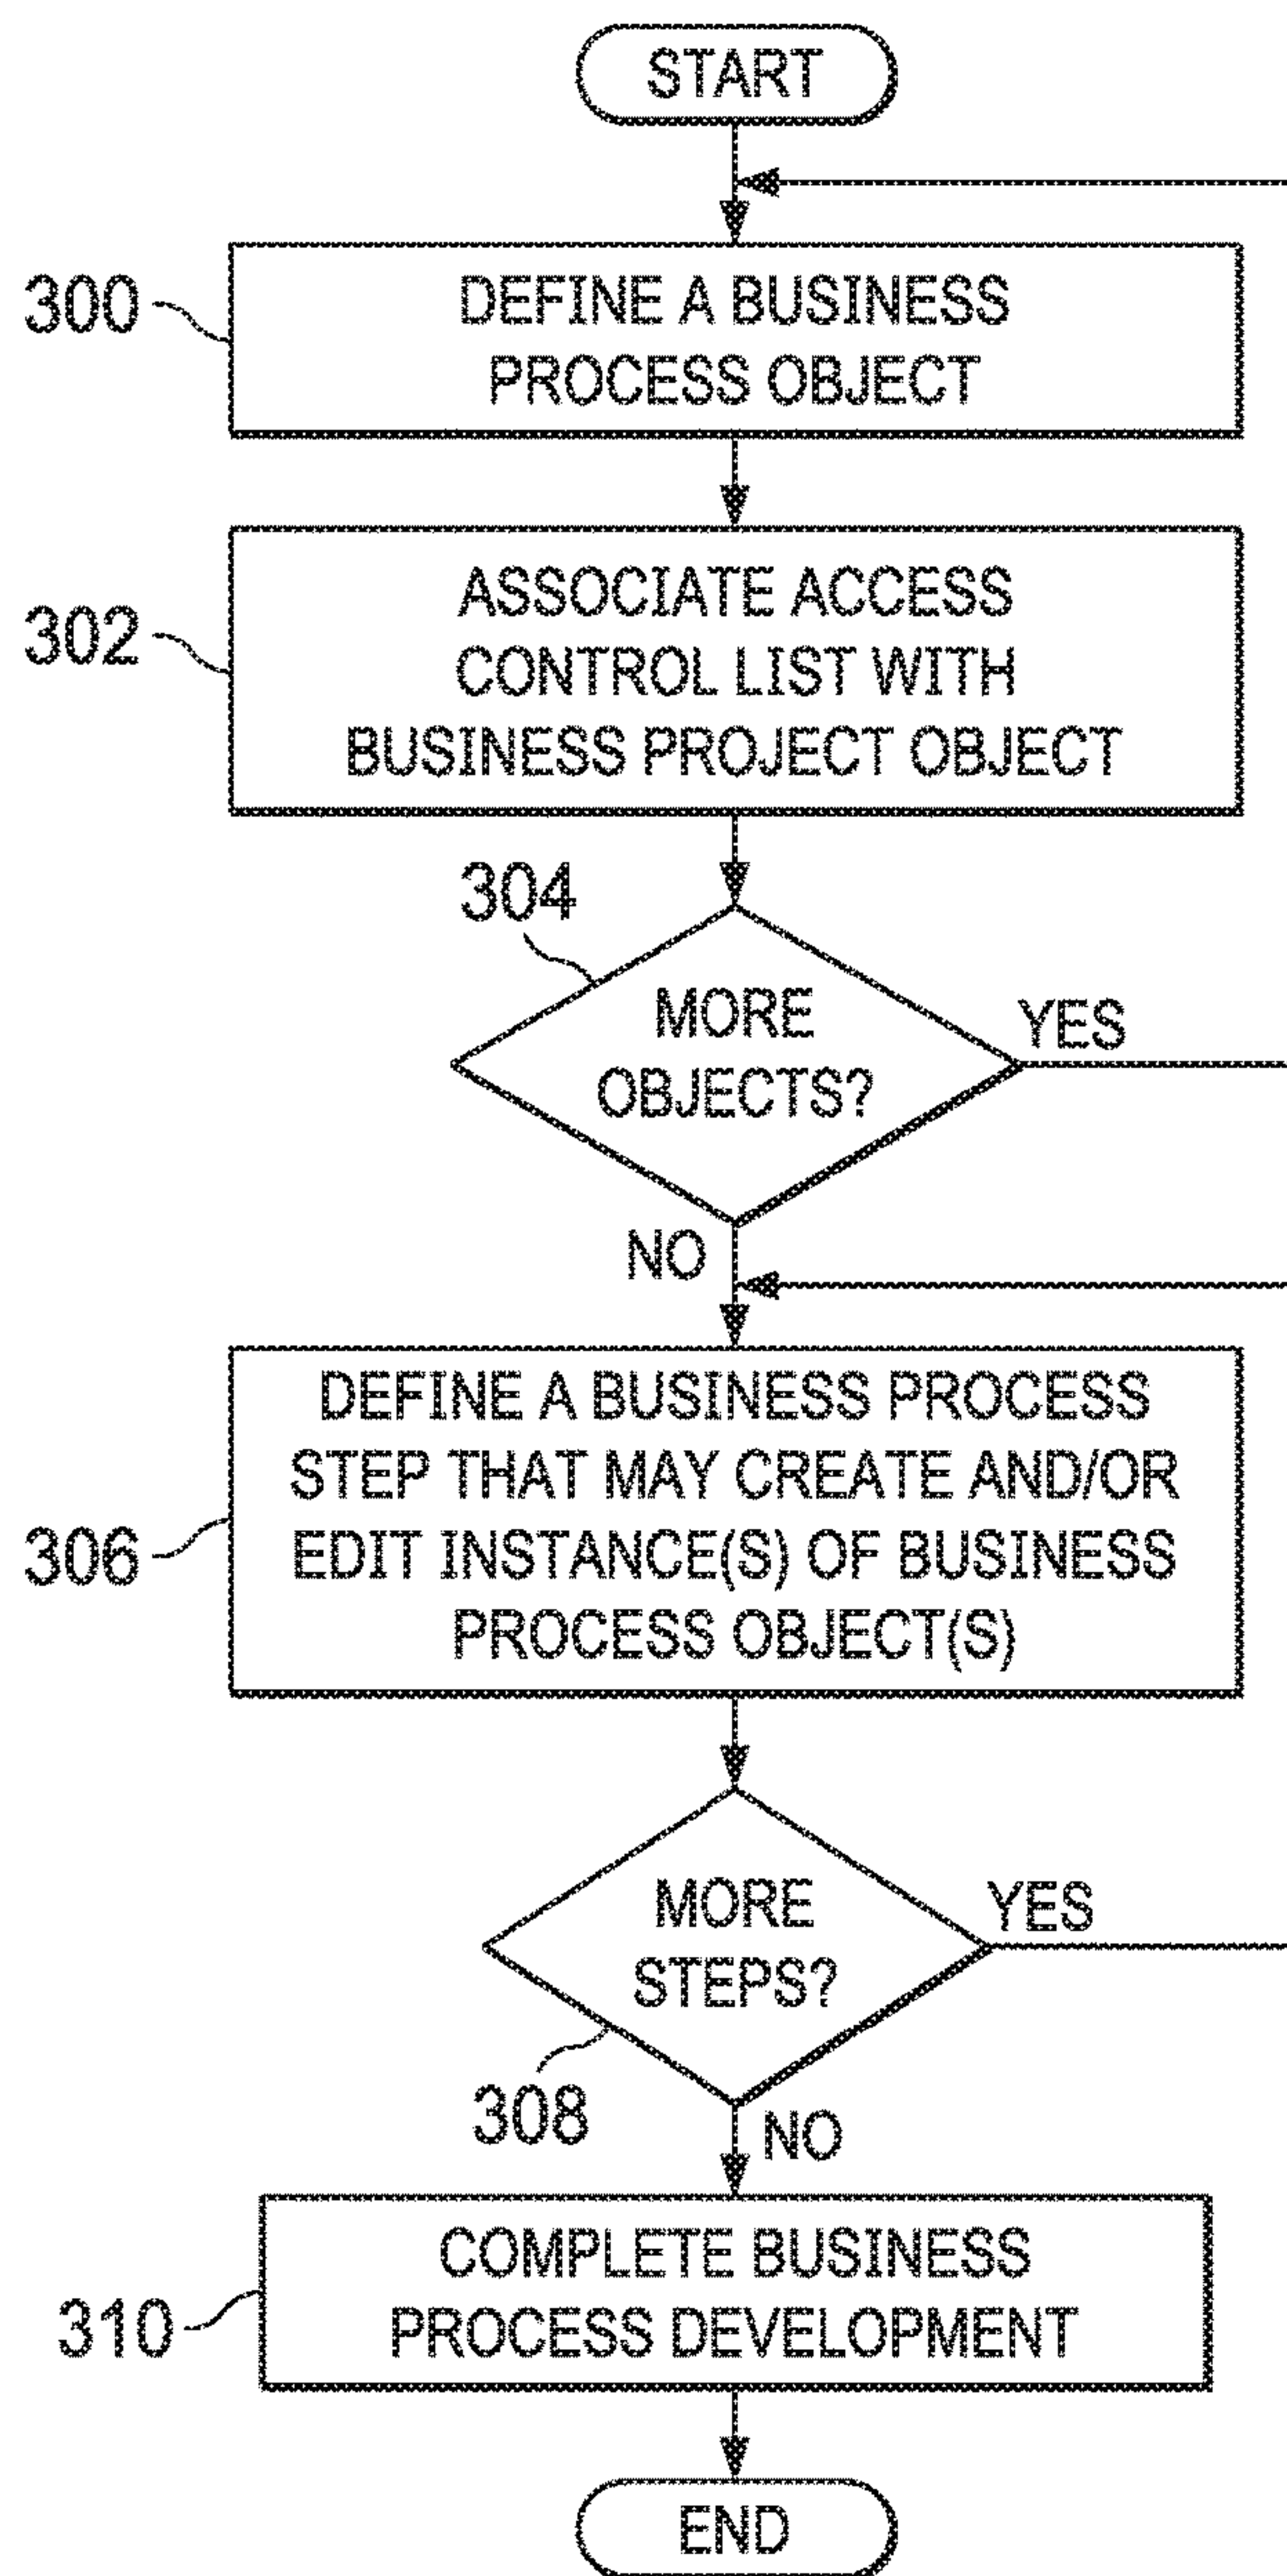 START
300
DEFINE A BUSINESS
PROCESS OBJECT
302
ASSOCIATE ACCESS
CONTROL LIST WITH
BUSINESS PROJECT OBJECT
304
MORE
OBJECTS?
YES
NO
306
DEFINE A BUSINESS PROCESS
STEP THAT MAY CREATE AND/OR
EDIT INSTANCE(S) OF BUSINESS
PROCESS OBJECT(S)
MORE
STEPS?
YES
308
NO
310
COMPLETE BUSINESS
PROCESS DEVELOPMENT
END